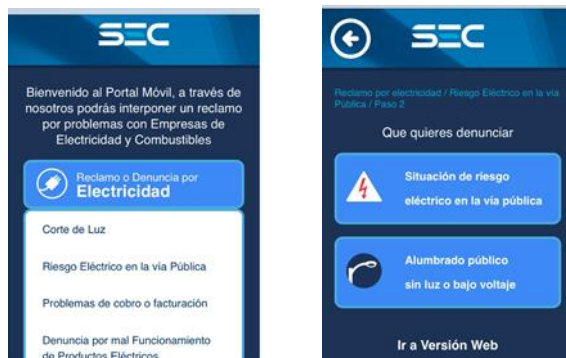 SEC
Bienvenido al Portal Móvil, a través de
nosotros podrás interponer un reclamo
por problemas con Empresas de
Electricidad y Combustibles
Reclamo o Denuncia por
Electricidad
Corte de Luz
Riesgo Eléctrico en la via Pública
Problemas de cobro o facturación
Denuncia por mal Funcionamiento
de Productos Eléctricos
SEC
Reclamo por electricidad / Riesgo Eléctrico en la vía
Pública / Paso 2
Que quieres denunciar
Situación de riesgo
eléctrico en la vía pública
Alumbrado público
sin luz o bajo voltaje
Ir a Versión Web